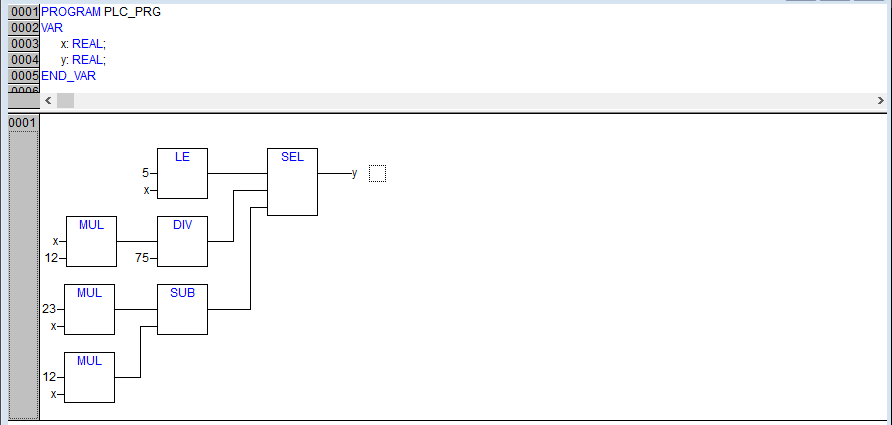 0001 PROGRAM PLC_PRG
0002 VAR
0003 x: REAL;
0004 y: REAL;
0005 END_VAR
0006
0001
LE SEL
5 y
x
MUL DIV
x
12 75
MUL SUB
23
x
MUL
12
x